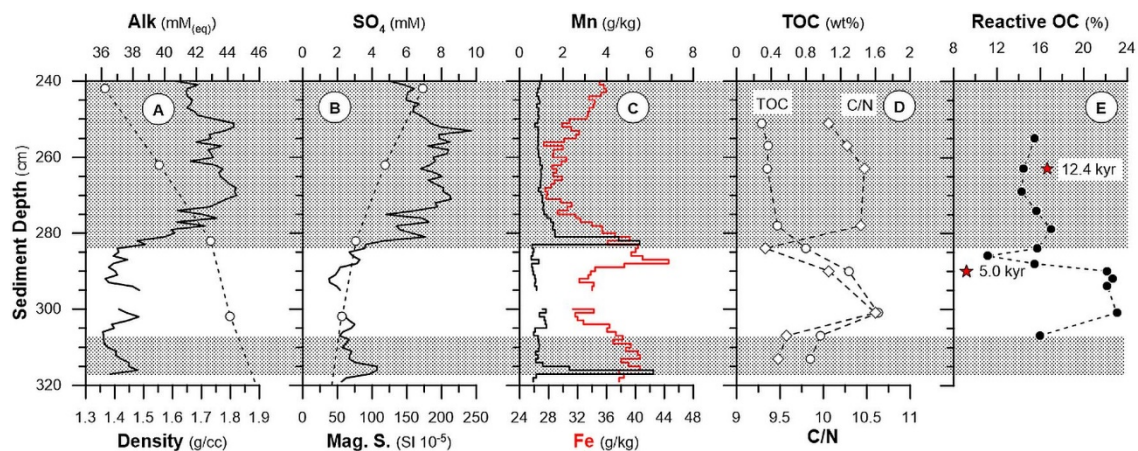 Alk (mM(eq)) SO4 (mM) Mn (g/kg) TOC (wt%) Reactive OC (%)
36 38 40 42 44 46 0 2 4 6 8 10 0 2 4 6 8 0 0.4 0.8 1.2 1.6 2 8 12 16 20 24
240 260 280 300 320
Sediment Depth (cm)
A B C D E
TOC C/N
12.4 kyr
5.0 kyr
1.3 1.4 1.5 1.6 1.7 1.8 1.9 0 50 100 150 200 250 24 28 32 36 40 44 48 9 9.5 10 10.5 11
Density (g/cc) Mag. S. (SI 10-5) Fe (g/kg) C/N